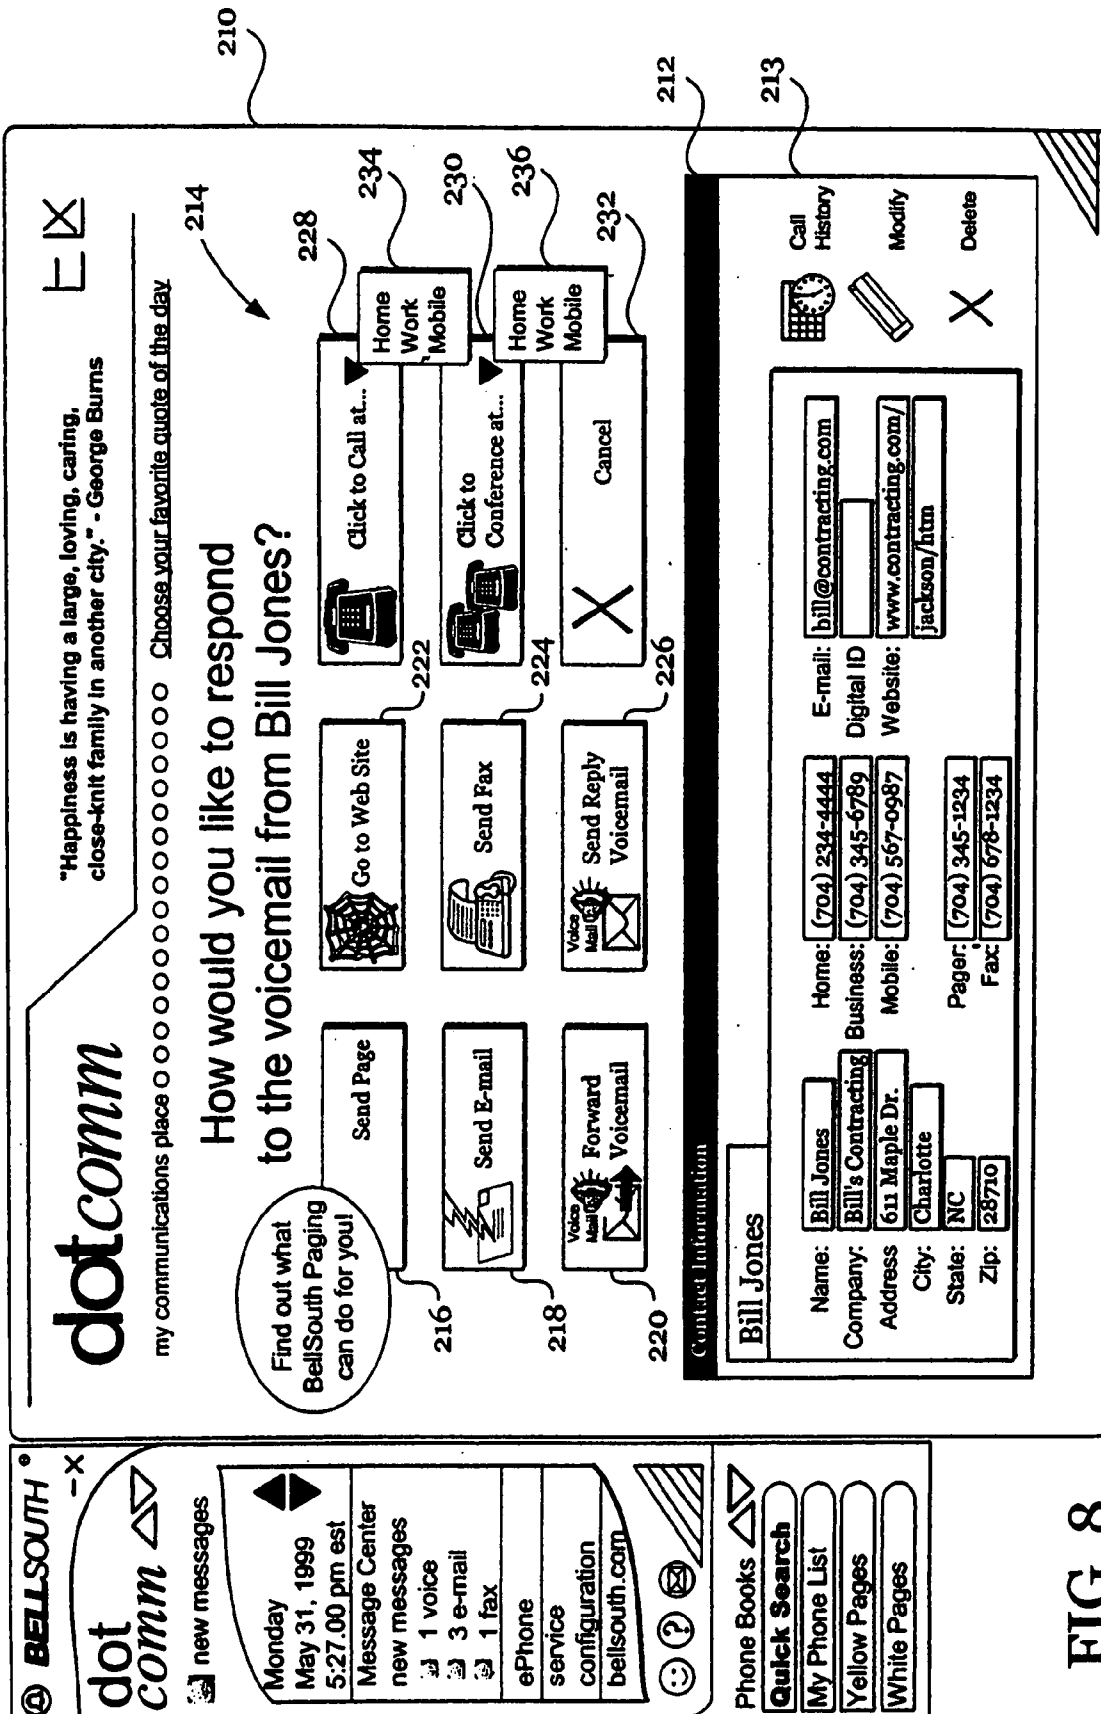 BELLSOUTH ®
-X
dot
comm
new messages
Monday
May 31, 1999
5:27.00 pm est
Message Center
new messages
1 voice
3 e-mail
1 fax
ePhone
service
configuration
bellsouth.com
Phone Books
Quick Search
My Phone List
Yellow Pages
White Pages
dotcomm
"Happiness is having a large, loving, caring,
close-knit family in another city." - George Burns
my communications place
Choose your favorite quote of the day
210
Find out what
BellSouth Paging
can do for you!
How would you like to respond
to the voicemail from Bill Jones?
214
Send Page
216
Go to Web Site
222
Click to Call at...
228
Home
Work
Mobile
234
Send E-mail
218
Send Fax
224
Click to
Conference at...
230
Home
Work
Mobile
236
Voice
Mail
Forward
Voicemail
220
Voice
Mail
Send Reply
Voicemail
226
Cancel
232
Contact Information
212
Bill Jones
Name: Bill Jones
Company: Bill's Contracting
Address 611 Maple Dr.
City: Charlotte
State: NC
Zip: 28710
Home: (704) 234-4444
Business: (704) 345-6789
Mobile: (704) 567-0987
Pager: (704) 345-1234
Fax: (704) 678-1234
E-mail: bill@contracting.com
Digital ID
Website: www.contracting.com/
jackson/htm
Call
History
Modify
Delete
213
FIG. 8